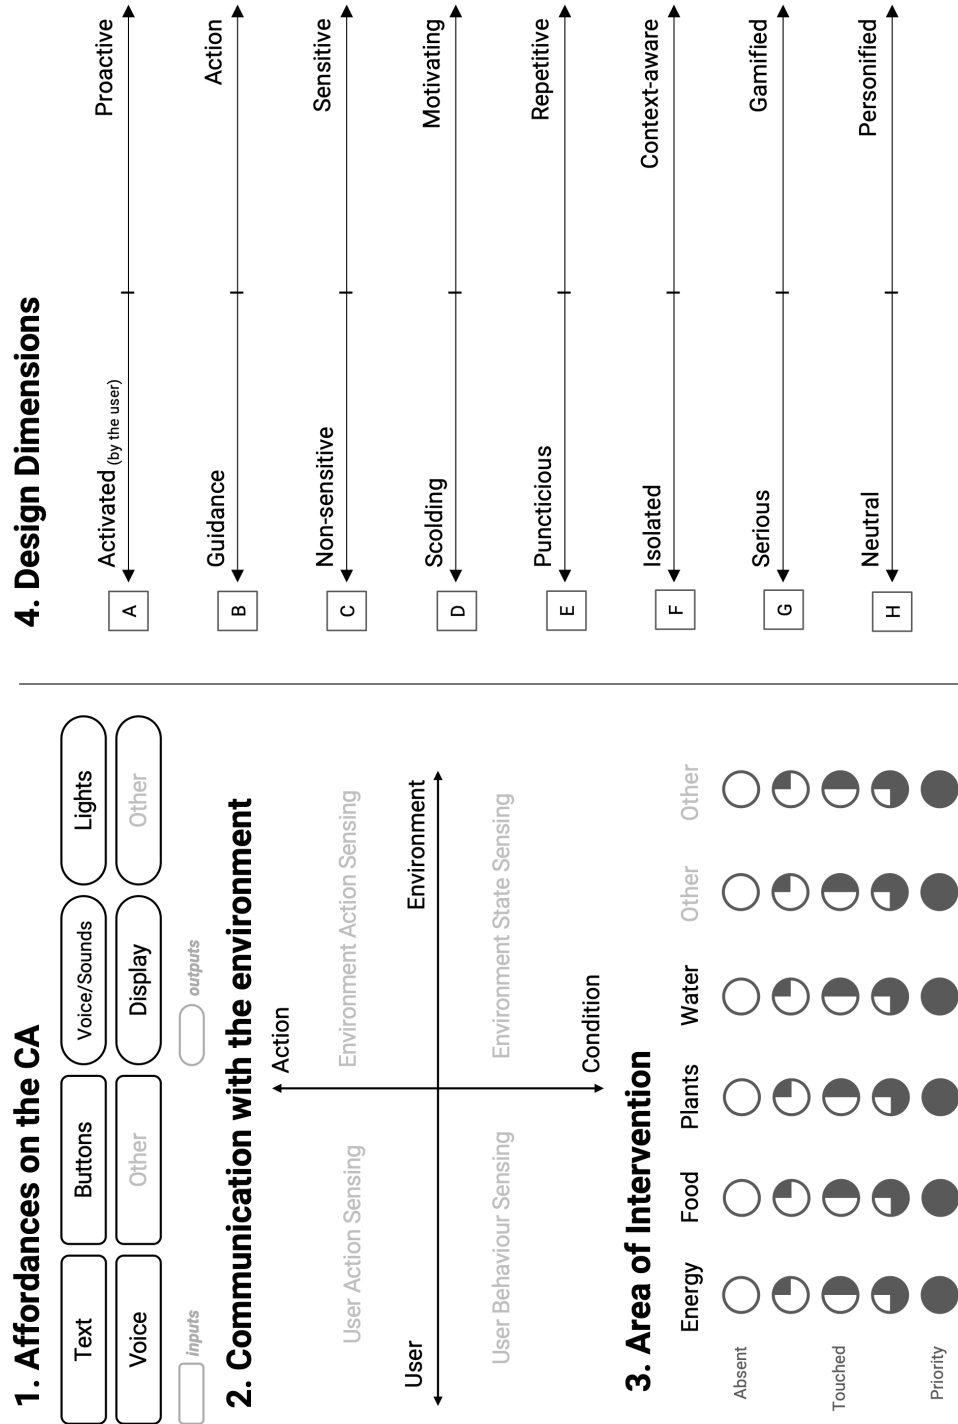 1. Affordances on the CA
Text
Buttons
Voice/Sounds
Lights
Voice
Other
Display
Other
inputs
outputs
2. Communication with the environment
Action
User Action Sensing
Environment Action Sensing
User
Environment
User Behaviour Sensing
Environment State Sensing
Condition
3. Area of Intervention
Energy
Food
Plants
Water
Other
Other
Absent
Touched
Priority
4. Design Dimensions
A
Activated (by the user)
Proactive
B
Guidance
Action
C
Non-sensitive
Sensitive
D
Scolding
Motivating
E
Puncticious
Repetitive
F
Isolated
Context-aware
G
Serious
Gamified
H
Neutral
Personified